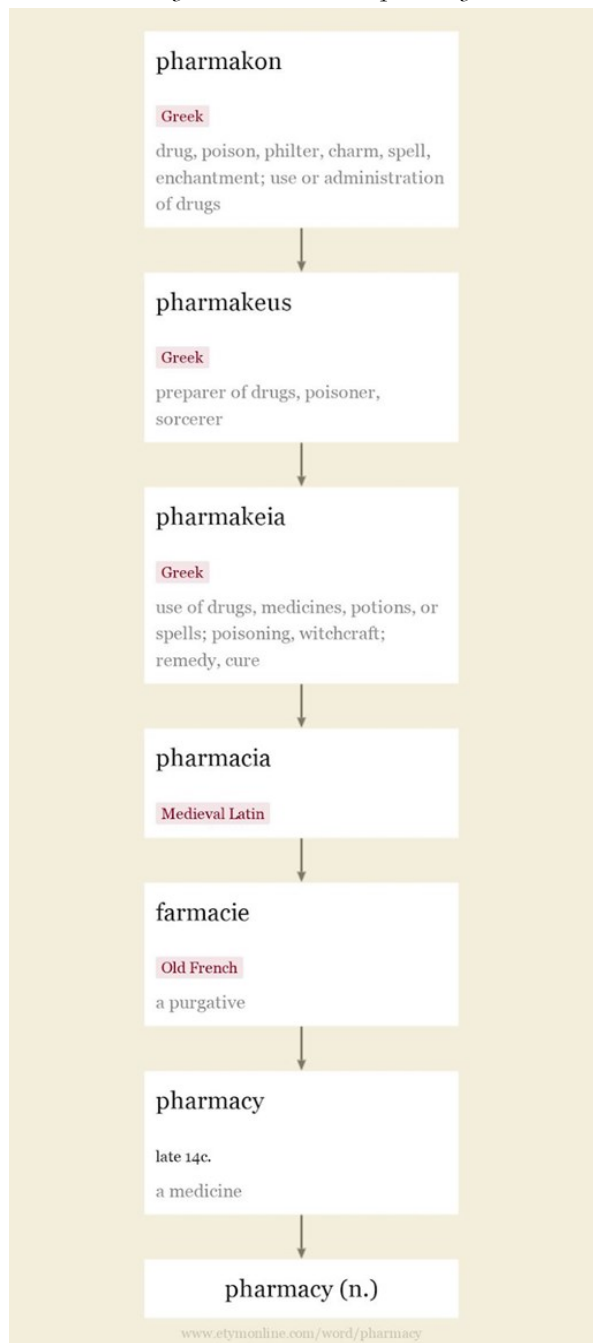 pharmakon
Greek
drug, poison, philter, charm, spell,
enchantment; use or administration
of drugs
pharmakeus
Greek
preparer of drugs, poisoner,
sorcerer
pharmakeia
Greek
use of drugs, medicines, potions, or
spells; poisoning, witchcraft;
remedy, cure
pharmacia
Medieval Latin
farmacie
Old French
a purgative
pharmacy
late 14c.
a medicine
pharmacy (n.)
www.etymonline.com/word/pharmacy